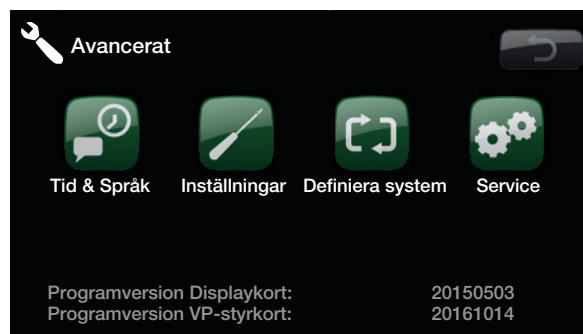 Avancerat
Tid & Språk Inställningar Definiera system Service
Programversion Displaykort: 20150503
Programversion VP-styrkort: 20161014